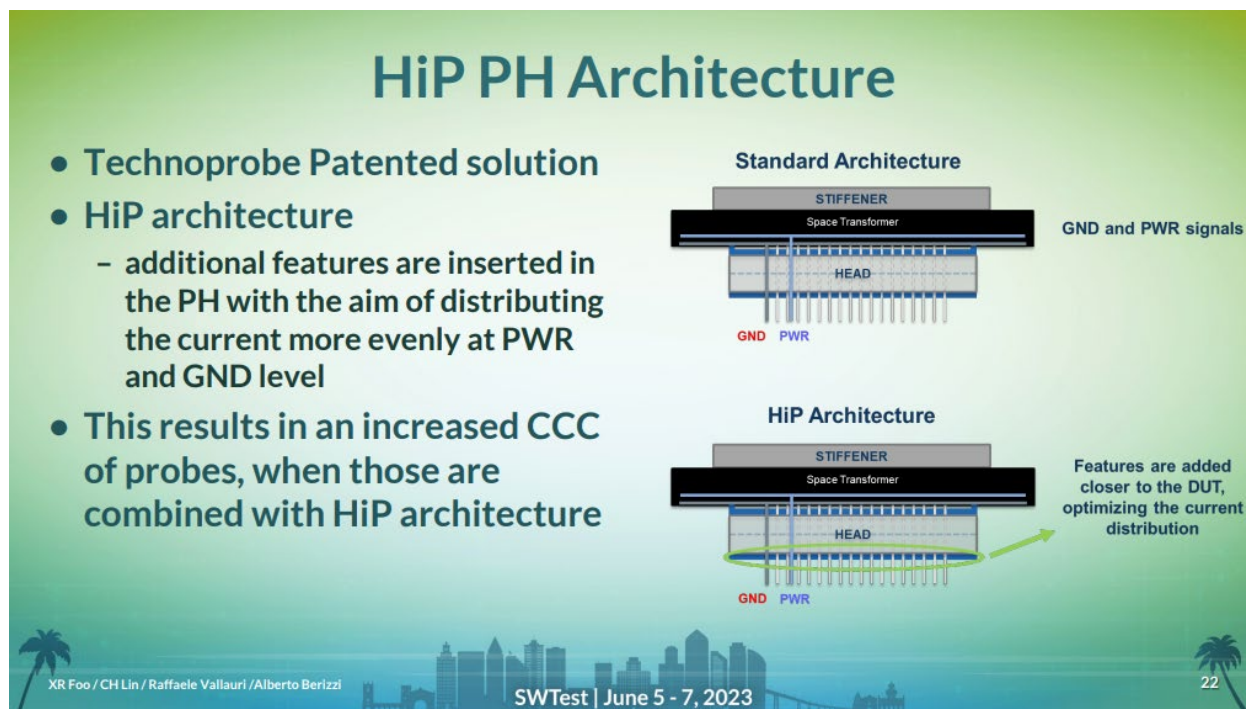 HiP PH Architecture
● Technoprobe Patented solution
● HiP architecture
– additional features are inserted in
the PH with the aim of distributing
the current more evenly at PWR
and GND level
● This results in an increased CCC
of probes, when those are
combined with HiP architecture
Standard Architecture
STIFFENER
Space Transformer
GND and PWR signals
HEAD
GND PWR
HiP Architecture
STIFFENER
Space Transformer
Features are added
closer to the DUT,
optimizing the current
distribution
HEAD
GND PWR
XR Foo / CH Lin / Raffaele Vallauri /Alberto Berizzi
SWTest | June 5 - 7, 2023
22